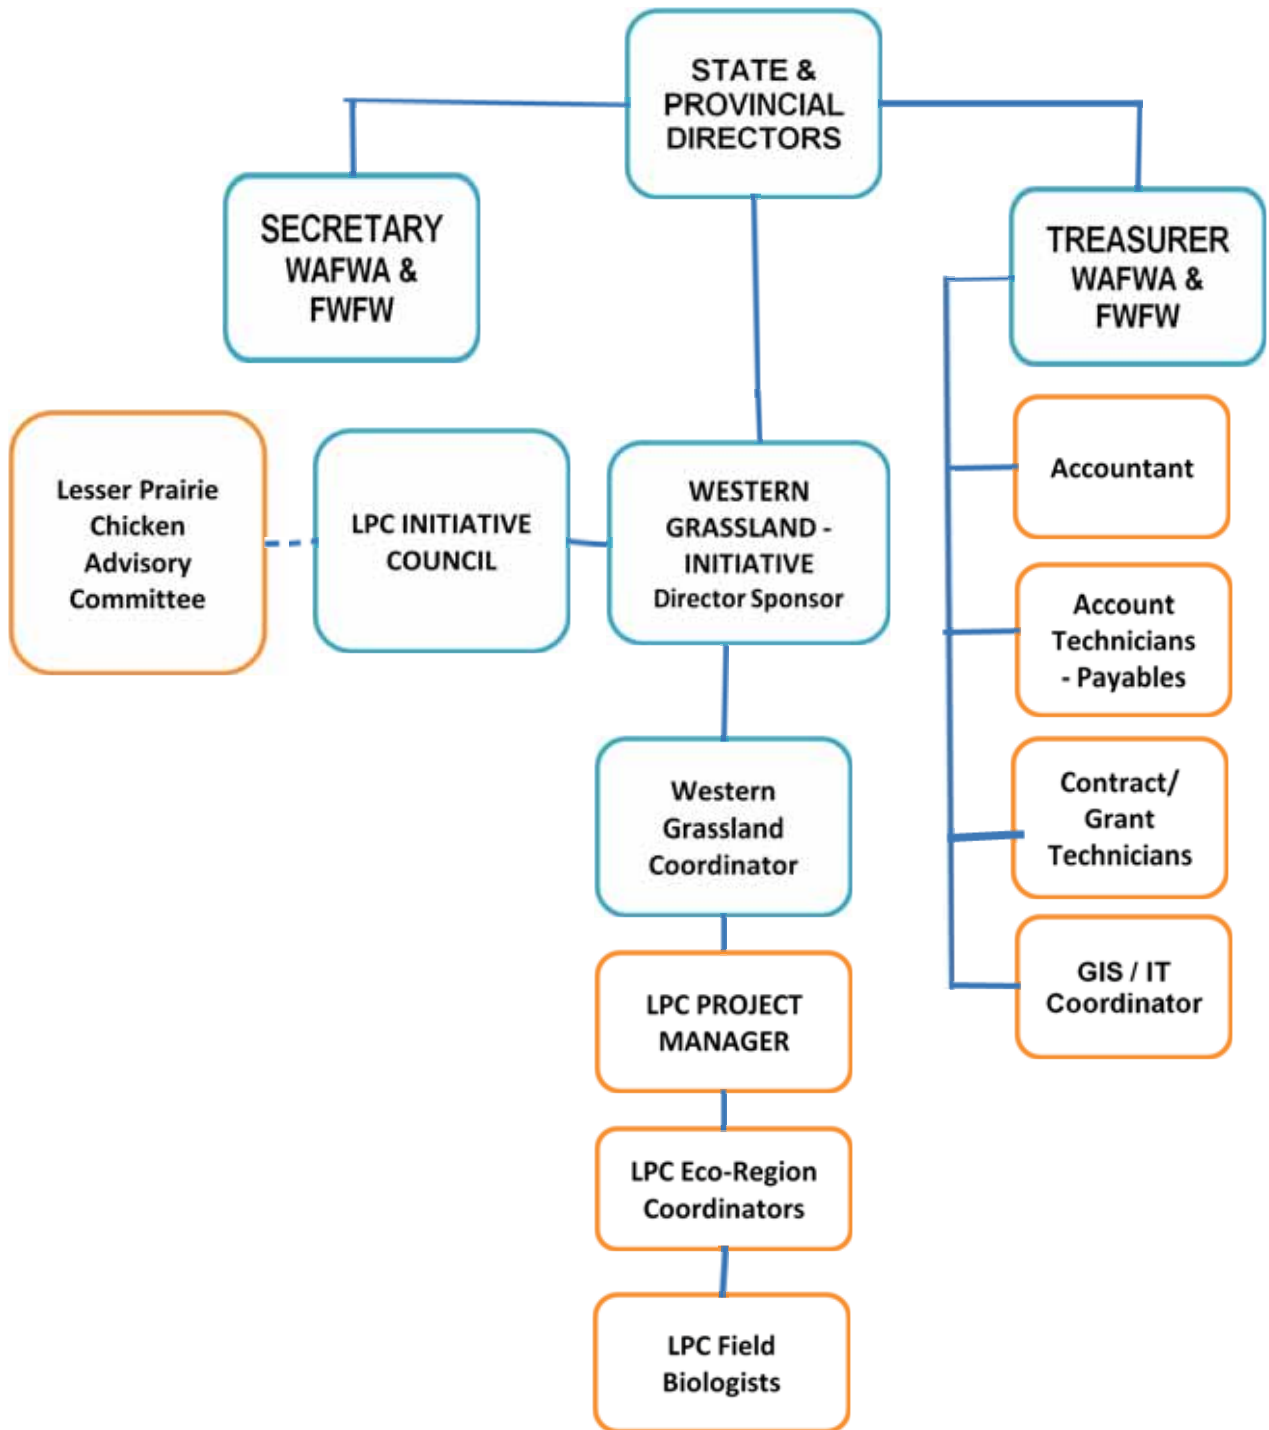 STATE &
PROVINCIAL
DIRECTORS
SECRETARY
WAFWA &
FWFW
TREASURER
WAFWA &
FWFW
Lesser Prairie
Chicken
Advisory
Committee
LPC INITIATIVE
COUNCIL
WESTERN
GRASSLAND -
INITIATIVE
Director Sponsor
Accountant
Account
Technicians
- Payables
Western
Grassland
Coordinator
Contract/
Grant
Technicians
LPC PROJECT
MANAGER
GIS / IT
Coordinator
LPC Eco-Region
Coordinators
LPC Field
Biologists